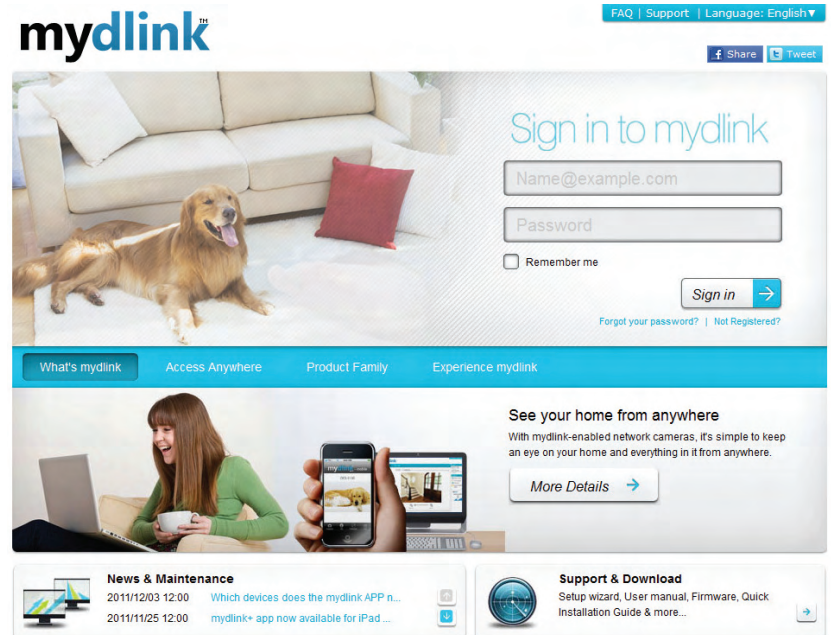 mydlink™
FAQ | Support | Language: English▼
Share
Tweet
Sign in to mydlink
Name@example.com
Password
Remember me
Sign in
Forgot your password? | Not Registered?
What's mydlink
Access Anywhere
Product Family
Experience mydlink
See your home from anywhere
With mydlink-enabled network cameras, it's simple to keep
an eye on your home and everything in it from anywhere.
More Details
mydlink
News & Maintenance
2011/12/03 12:00 Which devices does the mydlink APP n...
2011/11/25 12:00 mydlink+ app now available for iPad ...
Support & Download
Setup wizard, User manual, Firmware, Quick
Installation Guide & more...